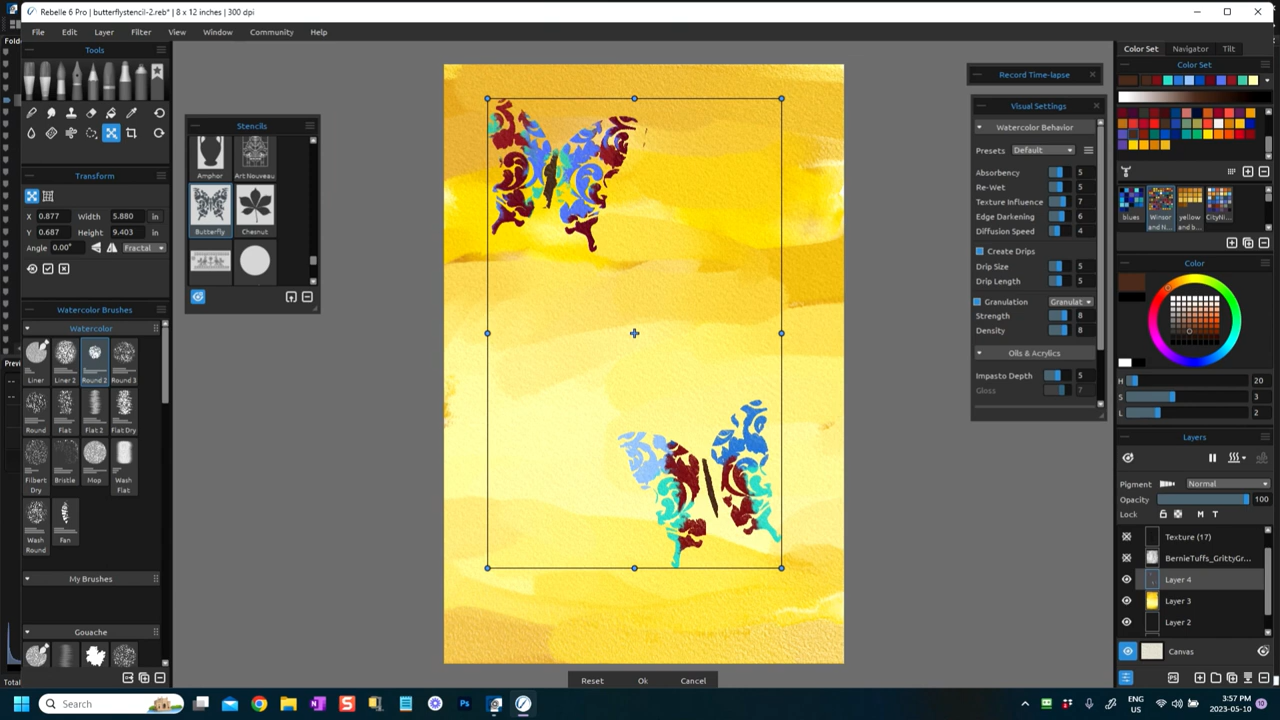 Rebelle 6 Pro | butterflystencil-2.reb* | 8 x 12 inches | 300 dpi
File Edit Layer Filter View Window Community Help
Tools
Transform
X 0.877 Width 5.880 in
Y 0.687 Height 9.403 in
Angle 0.00° Fractal
Watercolor Brushes
Watercolor
Liner Liner 2 Round 2 Round 3
Round Flat Flat 2 Flat Dry
Filbert Dry Bristle Mop Wash Flat
Wash Round Fan
My Brushes
Gouache
Stencils
Amphor Art Nouveau
Butterfly Chesnut
Reset Ok Cancel
Record Time-lapse
Visual Settings
Watercolor Behavior
Presets Default
Absorbency 5
Re-Wet 5
Texture Influence 7
Edge Darkening 6
Diffusion Speed 4
Create Drips
Drip Size 5
Drip Length 5
Granulation Granulat
Strength 8
Density 8
Oils & Acrylics
Impasto Depth 5
Gloss 7
Color Set Navigator Tilt
Color Set
blues Winsor and N... yellow and b... CityNi...
Color
H 20
S 3
L 2
Layers
Pigment Normal
Opacity 100
Lock M T
Texture (17)
BernieTuffs_GrittyGr...
Layer 4
Layer 3
Layer 2
Canvas
Search
ENG
US
3:57 PM
2023-05-10